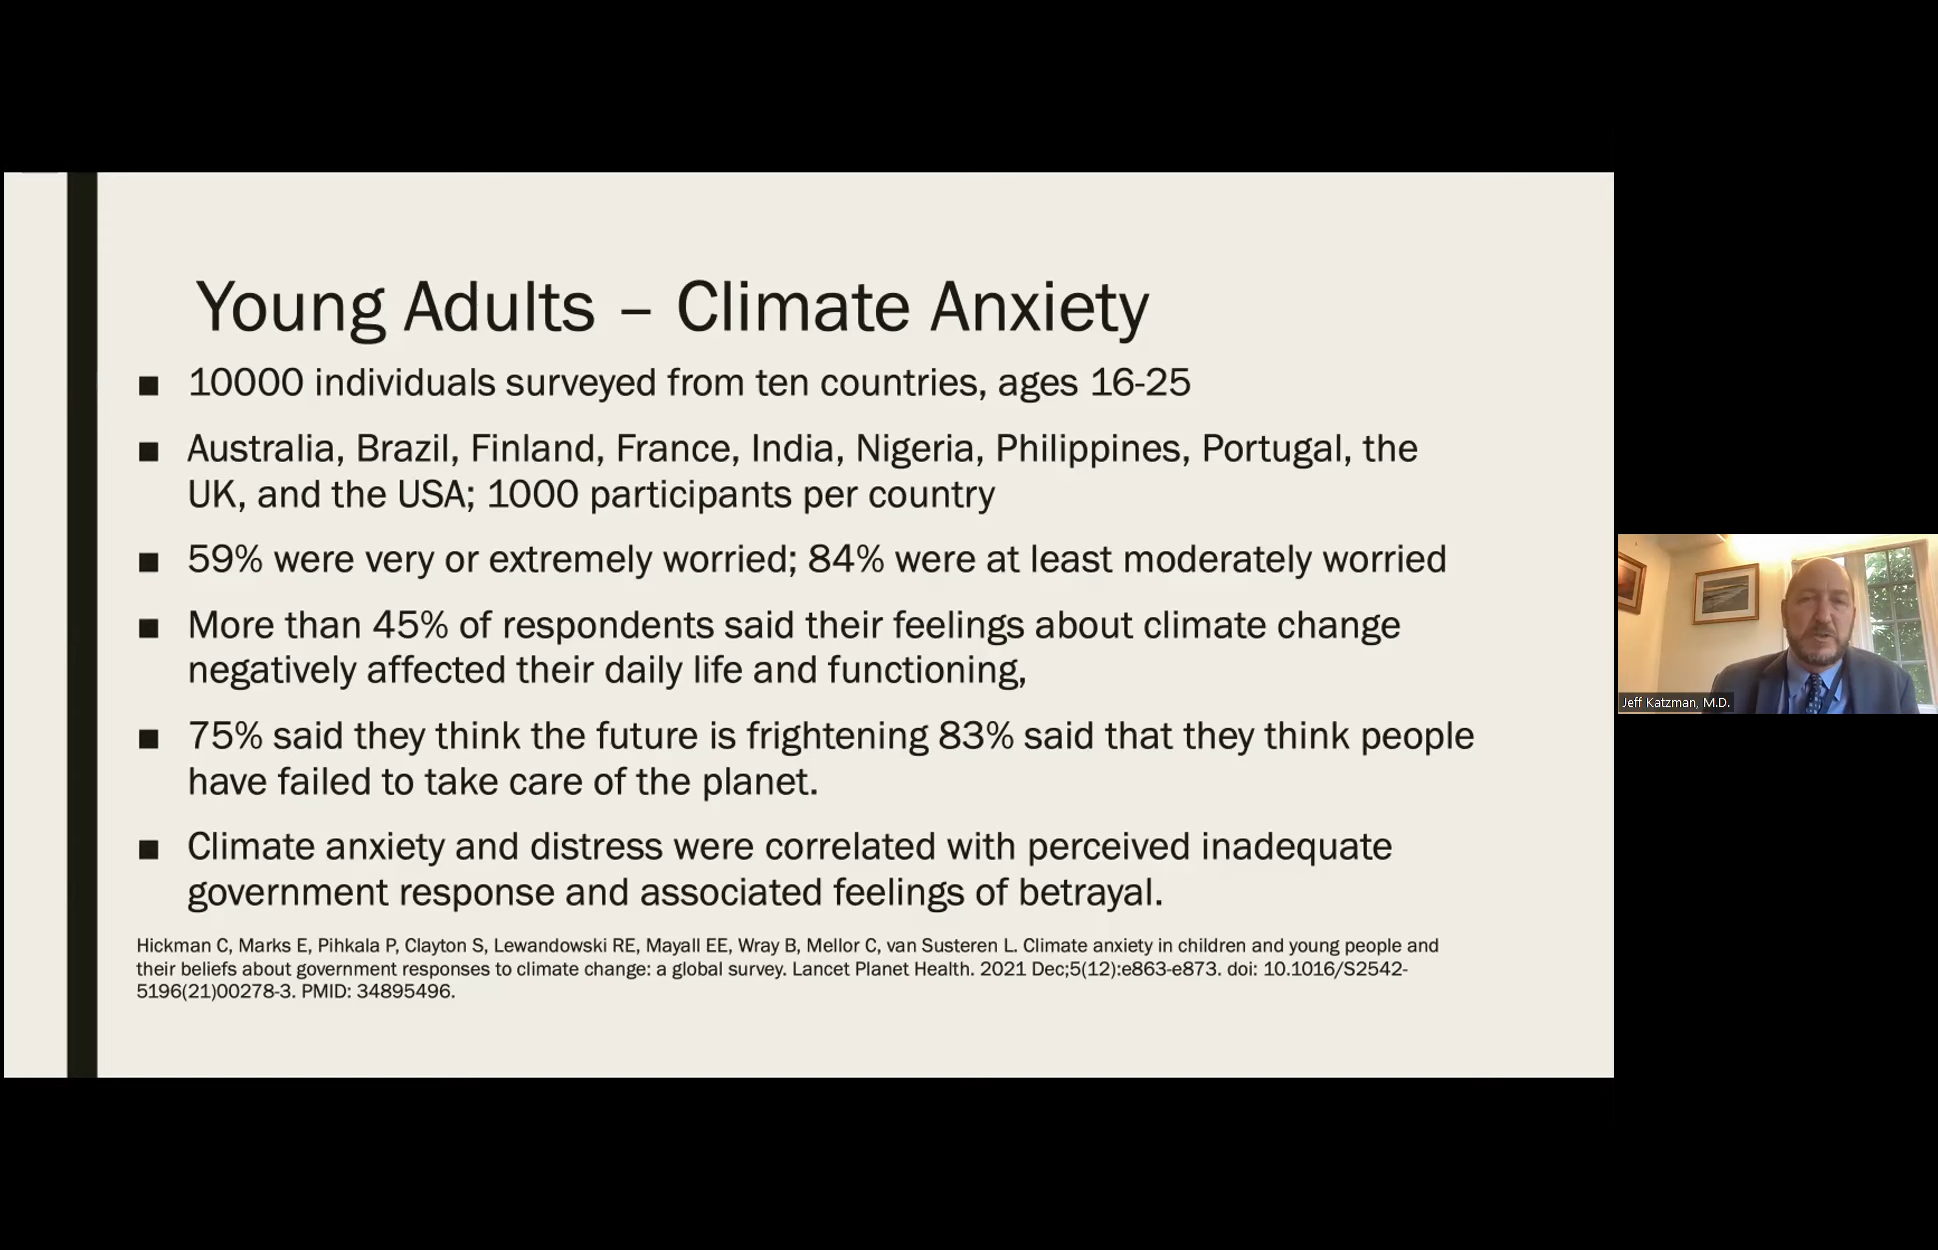 Young Adults – Climate Anxiety
■ 10000 individuals surveyed from ten countries, ages 16-25
■ Australia, Brazil, Finland, France, India, Nigeria, Philippines, Portugal, the
UK, and the USA; 1000 participants per country
■ 59% were very or extremely worried; 84% were at least moderately worried
■ More than 45% of respondents said their feelings about climate change
negatively affected their daily life and functioning,
■ 75% said they think the future is frightening 83% said that they think people
have failed to take care of the planet.
■ Climate anxiety and distress were correlated with perceived inadequate
government response and associated feelings of betrayal.
Hickman C, Marks E, Pihkala P, Clayton S, Lewandowski RE, Mayall EE, Wray B, Mellor C, van Susteren L. Climate anxiety in children and young people and
their beliefs about government responses to climate change: a global survey. Lancet Planet Health. 2021 Dec;5(12):e863-e873. doi: 10.1016/S2542-
5196(21)00278-3. PMID: 34895496.
Jeff Katzman, M.D.